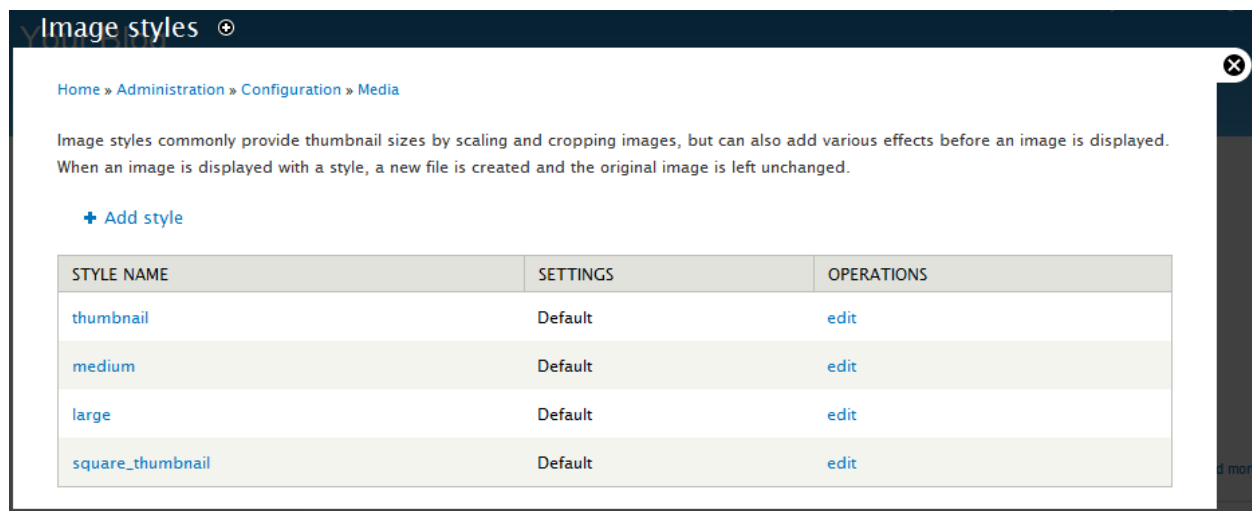 Image styles
Your Blog
Home » Administration » Configuration » Media
Image styles commonly provide thumbnail sizes by scaling and cropping images, but can also add various effects before an image is displayed.
When an image is displayed with a style, a new file is created and the original image is left unchanged.
+ Add style
STYLE NAME SETTINGS OPERATIONS
thumbnail Default edit
medium Default edit
large Default edit
square_thumbnail Default edit